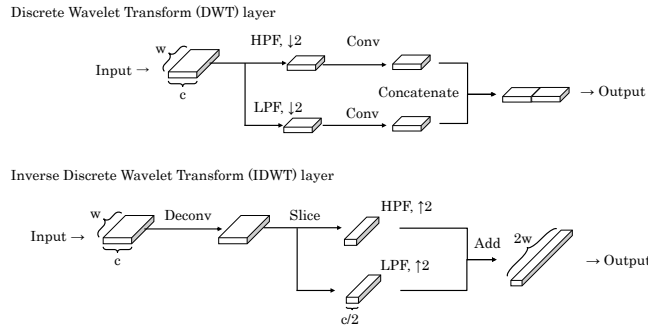 Discrete Wavelet Transform (DWT) layer
HPF, ↓2
Conv
w
Input →
c
Concatenate
→ Output
LPF, ↓2
Conv
Inverse Discrete Wavelet Transform (IDWT) layer
HPF, ↑2
w
Deconv
Slice
Input →
c
Add
2w
→ Output
LPF, ↑2
c/2